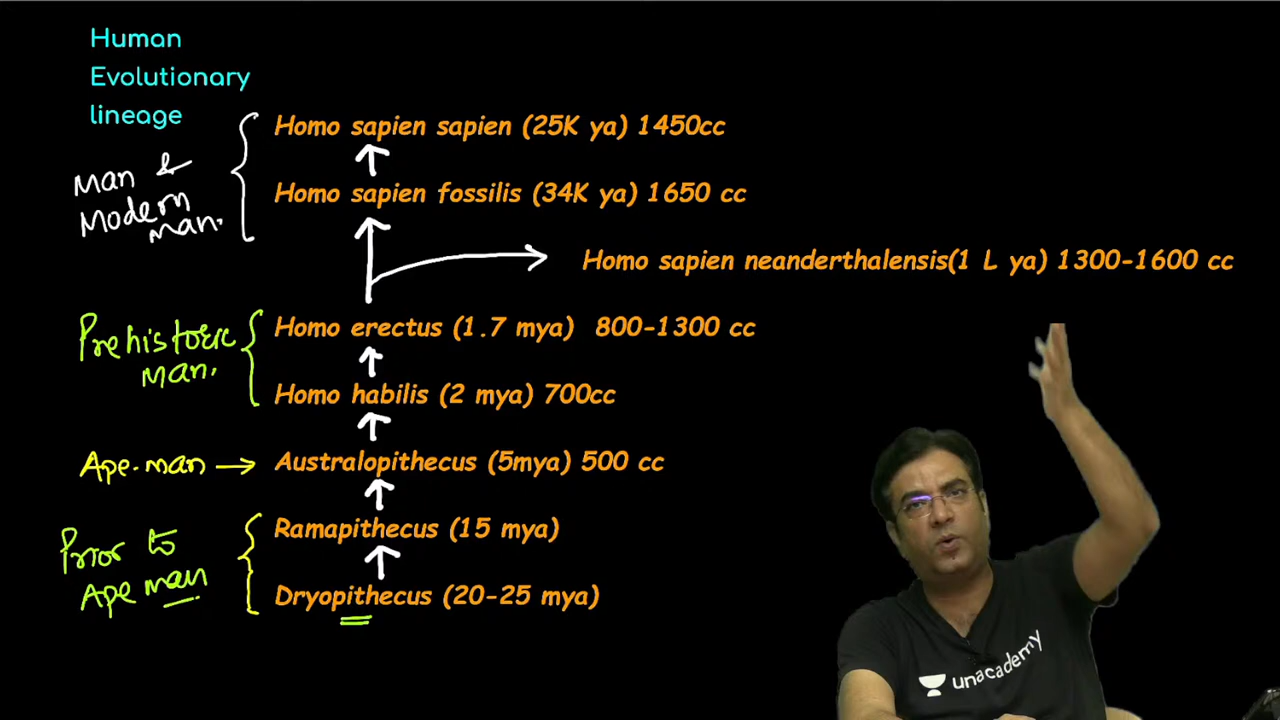 Human
Evolutionary
lineage
Homo sapien sapien (25K ya) 1450cc
Man &
Modern
man.
Homo sapien fossilis (34K ya) 1650 cc
Homo sapien neanderthalensis(1 L ya) 1300-1600 cc
Prehistoric
man.
Homo erectus (1.7 mya) 800-1300 cc
Homo habilis (2 mya) 700cc
Ape-man → Australopithecus (5mya) 500 cc
Prior to
Ape man
Ramapithecus (15 mya)
Dryopithecus (20-25 mya)
unacademy